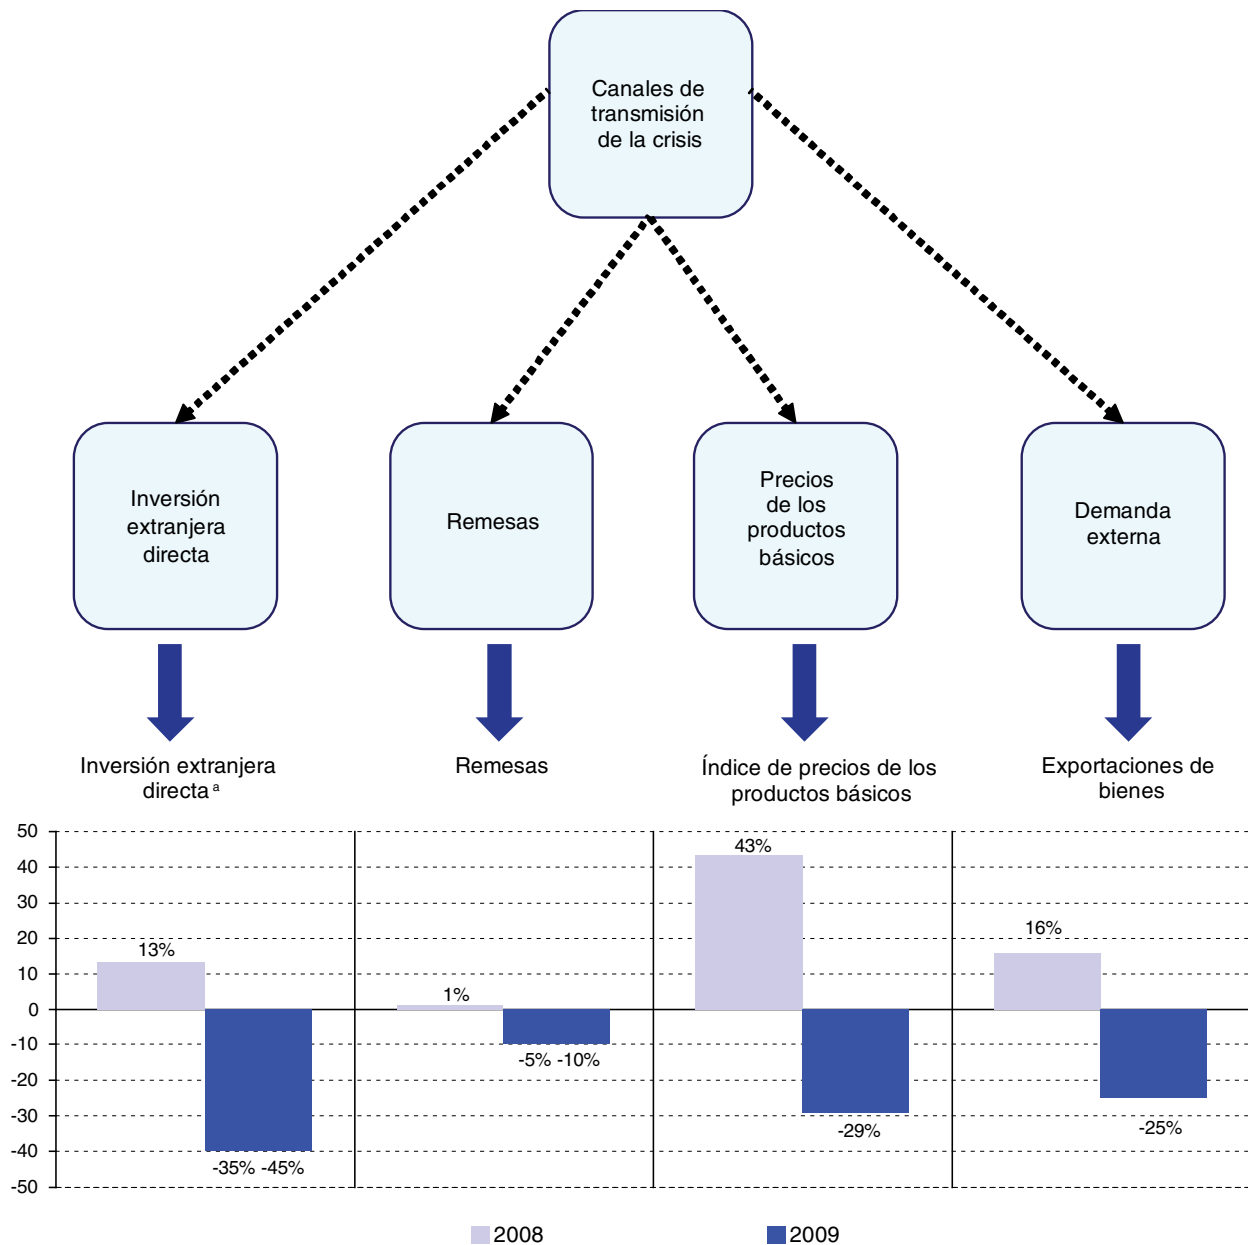 Canales de
transmisión
de la crisis
Inversión
extranjera
directa
Remesas
Precios
de los
productos
básicos
Demanda
externa
Inversión extranjera
directa ª
Remesas
Índice de precios de los
productos básicos
Exportaciones de
bienes
50
40
30
20
10
0
-10
-20
-30
-40
-50
13%
-35% -45%
1%
-5% -10%
43%
-29%
16%
-25%
2008
2009